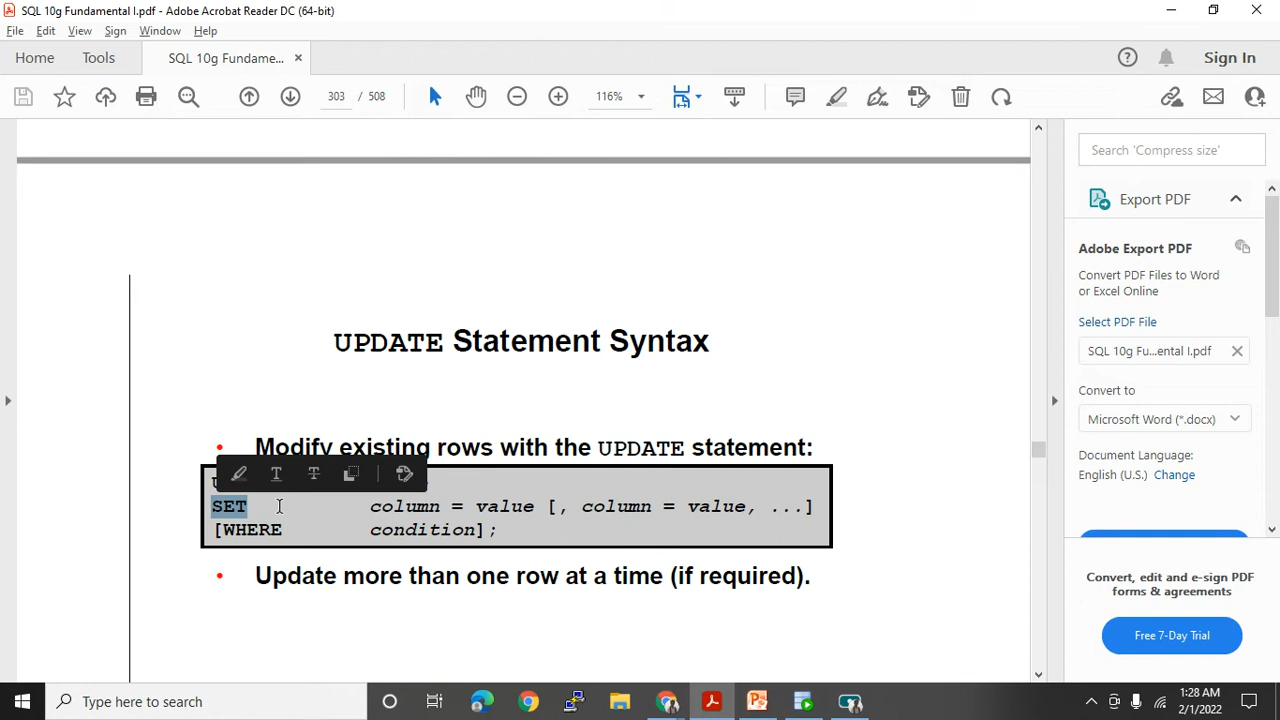 SQL 10g Fundamental I.pdf - Adobe Acrobat Reader DC (64-bit)
File Edit View Sign Window Help
Home Tools SQL 10g Fundame... ×
Sign In
303 / 508
116%
Search 'Compress size'
Export PDF
Adobe Export PDF
Convert PDF Files to Word
or Excel Online
Select PDF File
SQL 10g Fu...ental I.pdf
Convert to
Microsoft Word (*.docx)
Document Language:
English (U.S.) Change
Convert, edit and e-sign PDF
forms & agreements
Free 7-Day Trial
UPDATE Statement Syntax
• Modify existing rows with the UPDATE statement:
SET column = value [, column = value, ...]
[WHERE condition];
• Update more than one row at a time (if required).
Type here to search
1:28 AM
2/1/2022